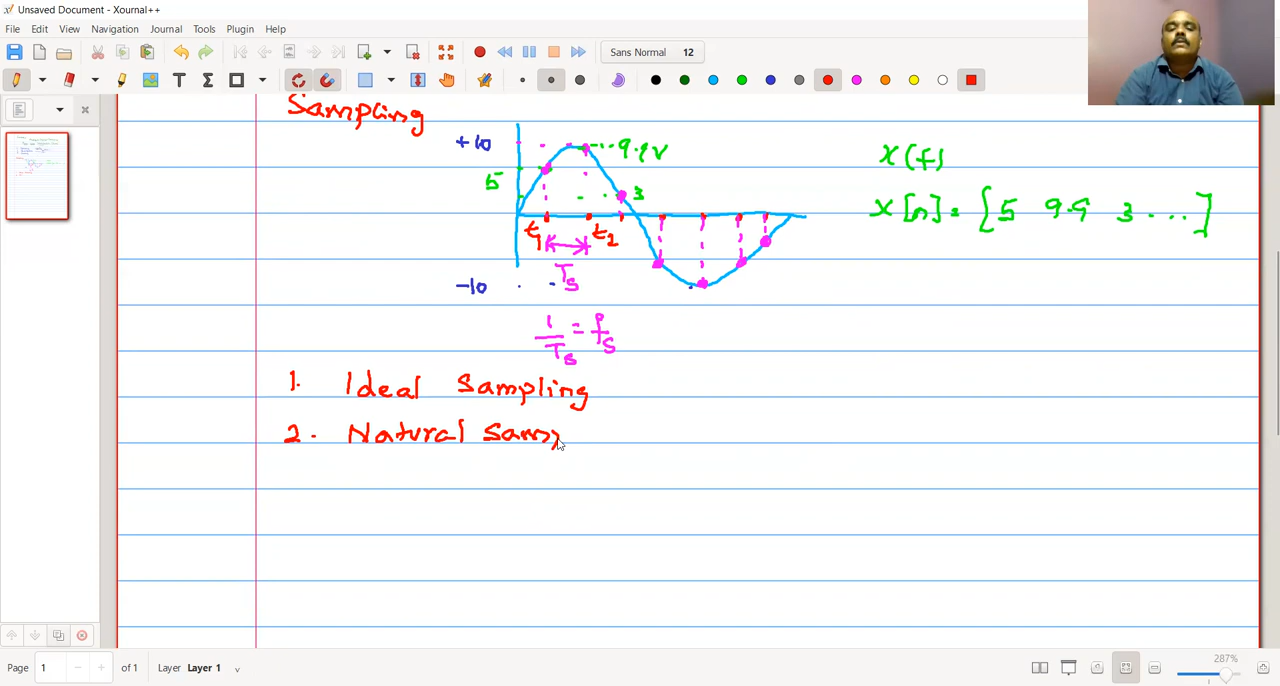 Unsaved Document - Xournal++
File Edit View Navigation Journal Tools Plugin Help
Sans Normal 12
Sampling
+10
9.9V
x(t)
5
3
x[n] = [5 9.9 3 ....]
t1 t2
Ts
-10
1/Ts = fs
1. Ideal Sampling
2. Natural Samp
Page 1 of 1 Layer Layer 1 287%